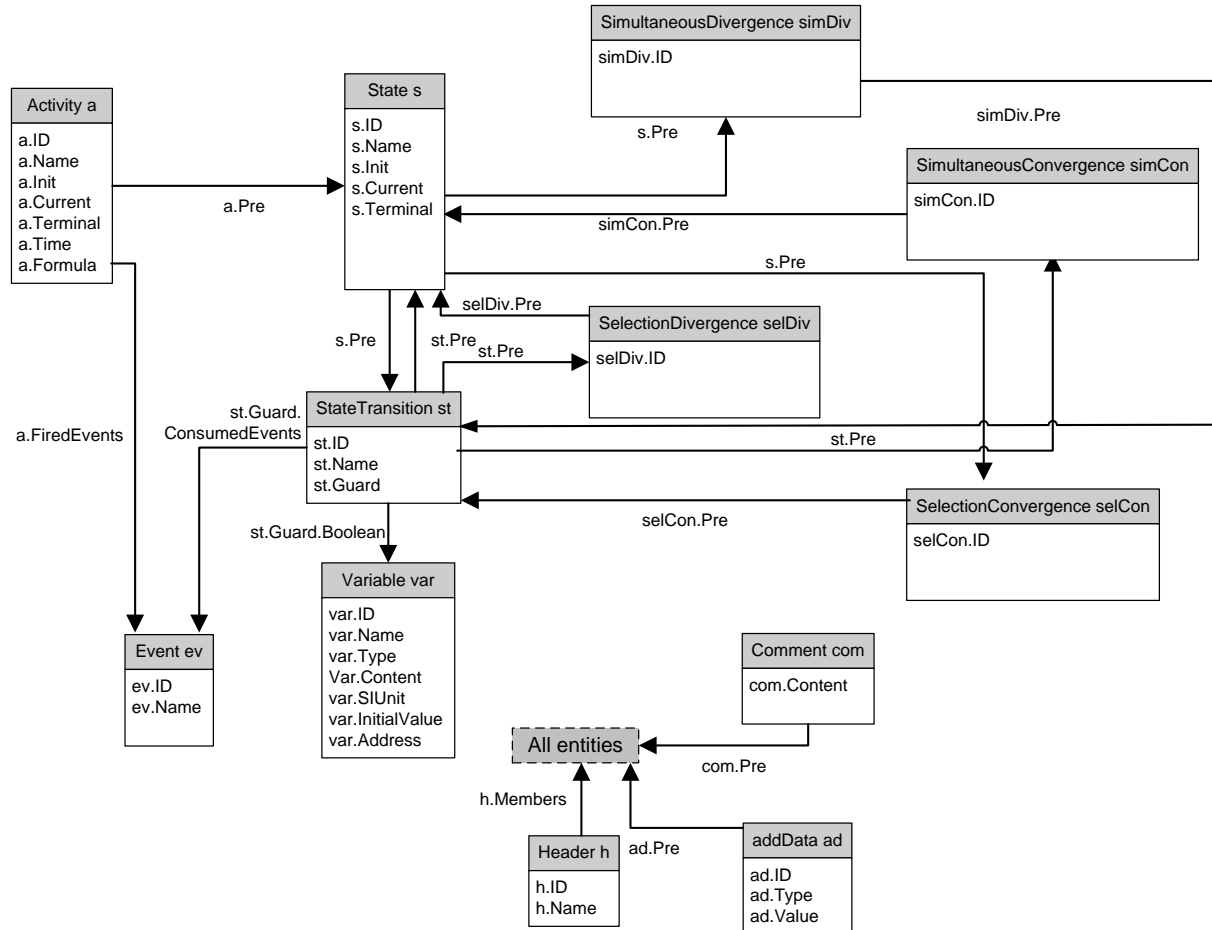 SimultaneousDivergence simDiv
simDiv.ID
simDiv.Pre
Activity a
a.ID
a.Name
a.Init
a.Current
a.Terminal
a.Time
a.Formula
a.Pre
State s
s.ID
s.Name
s.Init
s.Current
s.Terminal
s.Pre
SimultaneousConvergence simCon
simCon.ID
simCon.Pre
s.Pre
selDiv.Pre
SelectionDivergence selDiv
selDiv.ID
s.Pre
st.Pre
st.Pre
a.FiredEvents
st.Guard.
ConsumedEvents
StateTransition st
st.ID
st.Name
st.Guard
st.Pre
selCon.Pre
SelectionConvergence selCon
selCon.ID
st.Guard.Boolean
Variable var
var.ID
var.Name
var.Type
Var.Content
var.SIUnit
var.InitialValue
var.Address
Event ev
ev.ID
ev.Name
Comment com
com.Content
All entities
com.Pre
h.Members
ad.Pre
Header h
h.ID
h.Name
addData ad
ad.ID
ad.Type
ad.Value